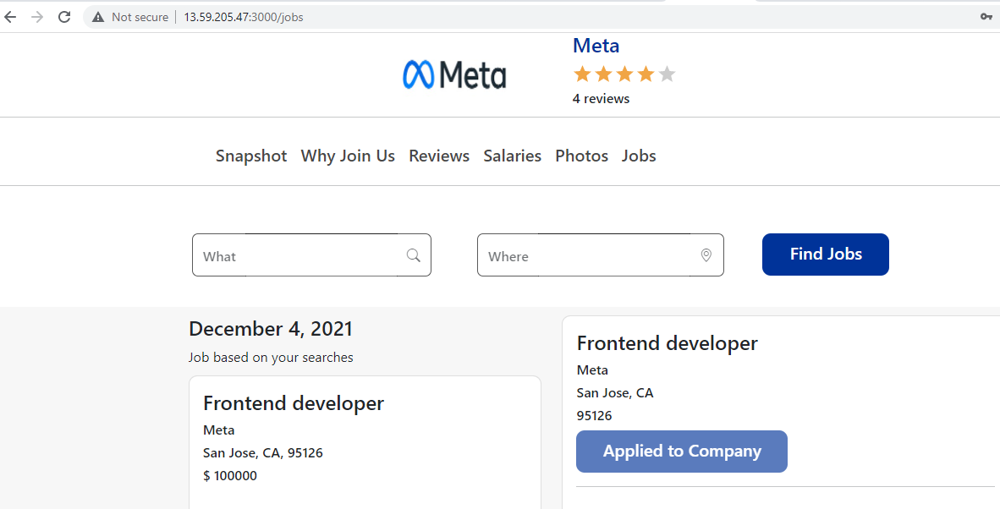 Not secure
13.59.205.47:3000/jobs
Meta
Meta
4 reviews
Snapshot Why Join Us Reviews Salaries Photos Jobs
What
Where
Find Jobs
December 4, 2021
Job based on your searches
Frontend developer
Meta
San Jose, CA, 95126
$ 100000
Frontend developer
Meta
San Jose, CA
95126
Applied to Company